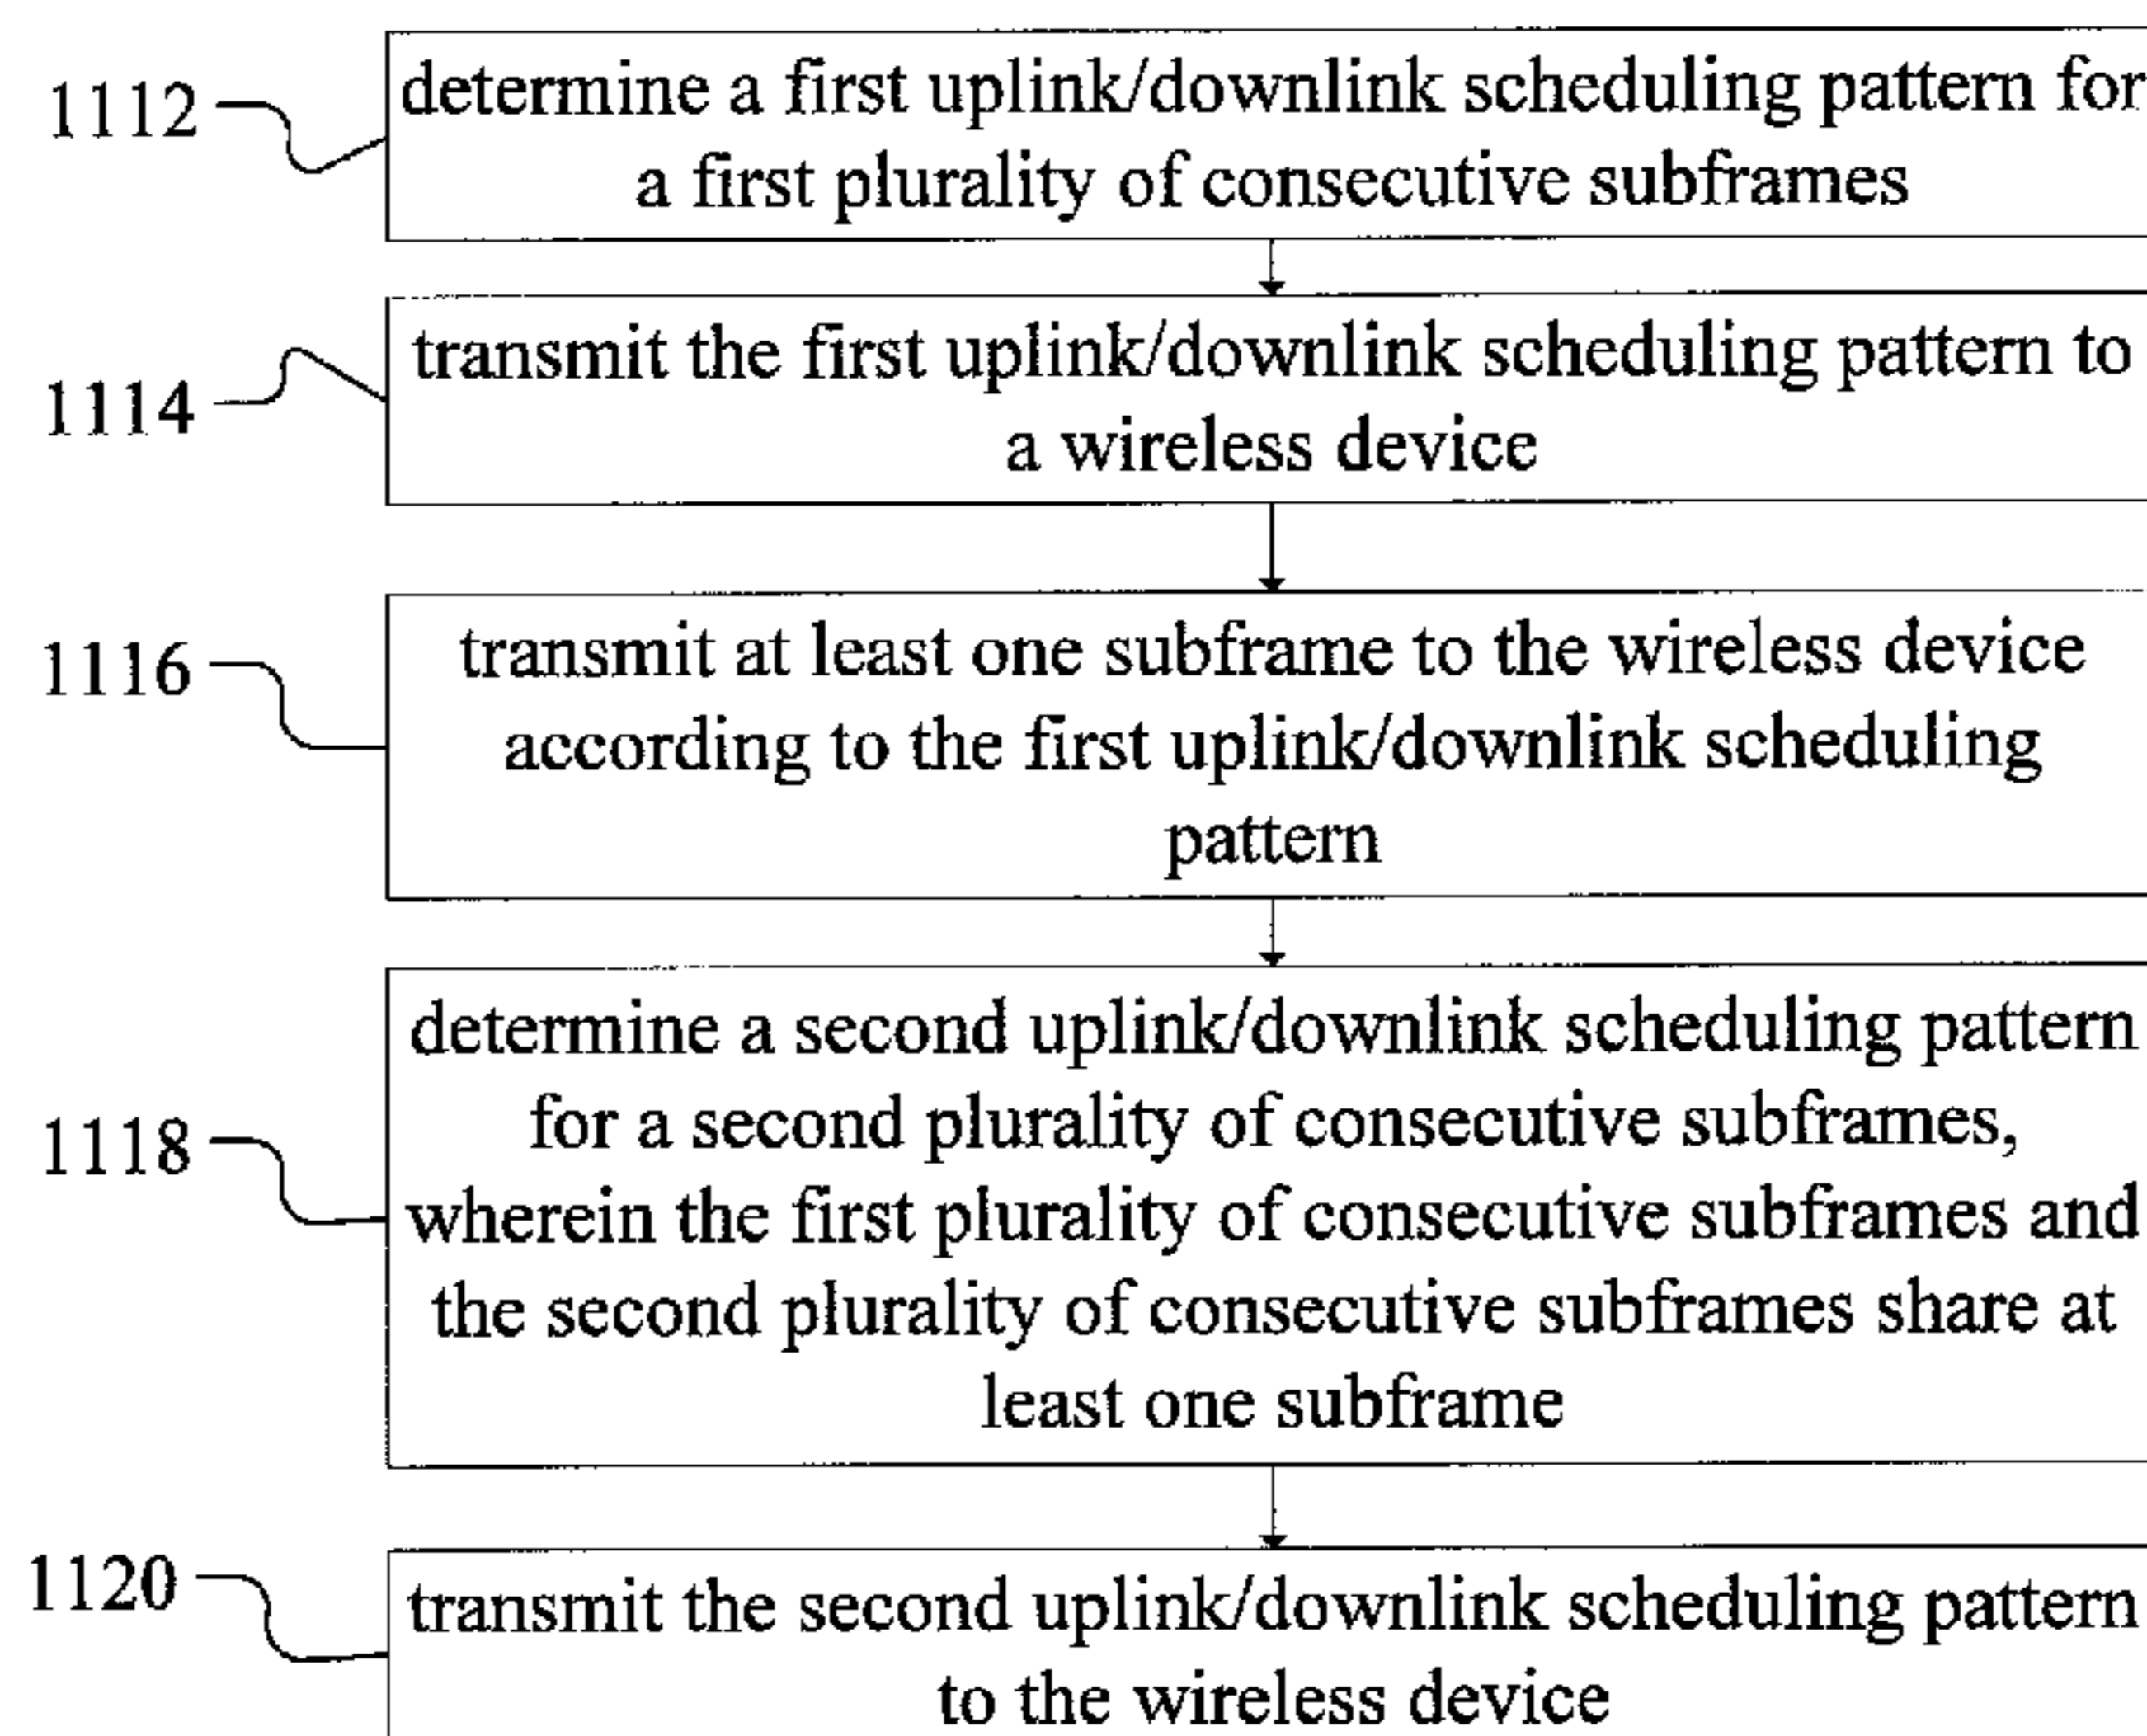 1112
determine a first uplink/downlink scheduling pattern for
a first plurality of consecutive subframes
1114
transmit the first uplink/downlink scheduling pattern to
a wireless device
1116
transmit at least one subframe to the wireless device
according to the first uplink/downlink scheduling
pattern
1118
determine a second uplink/downlink scheduling pattern
for a second plurality of consecutive subframes,
wherein the first plurality of consecutive subframes and
the second plurality of consecutive subframes share at
least one subframe
1120
transmit the second uplink/downlink scheduling pattern
to the wireless device